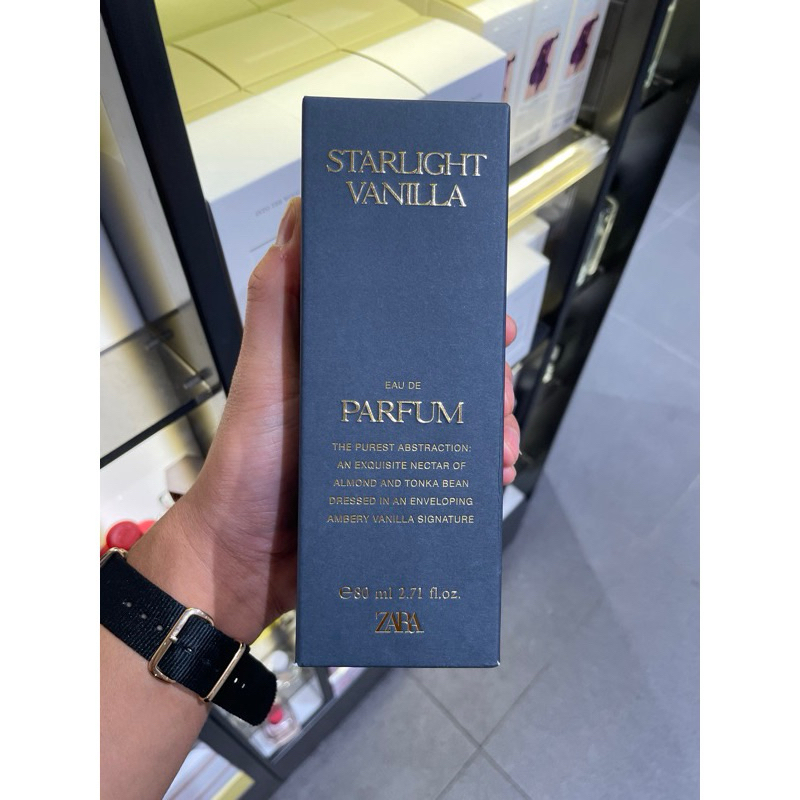 STARLIGHT
VANILLA
EAU DE
PARFUM
THE PUREST ABSTRACTION:
AN EXQUISITE NECTAR OF
ALMOND AND TONKA BEAN
DRESSED IN AN ENVELOPING
AMBERY VANILLA SIGNATURE
℮80 ml 2.71 fl.oz.
ZARA